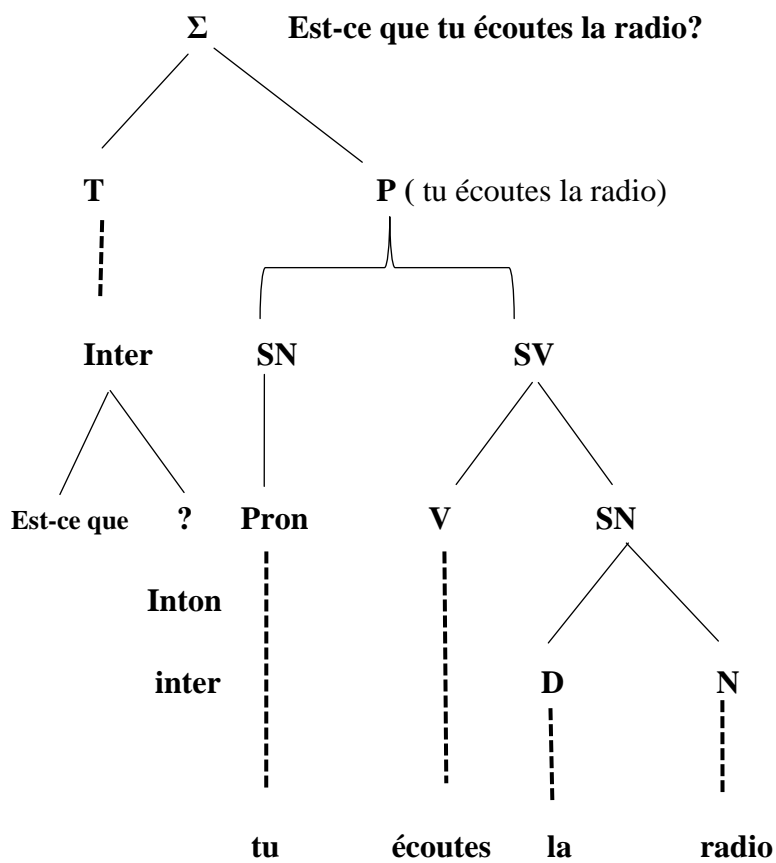 Σ Est-ce que tu écoutes la radio?
T P ( tu écoutes la radio)
Inter SN SV
Est-ce que ? Pron V SN
Inton
inter D N
tu écoutes la radio